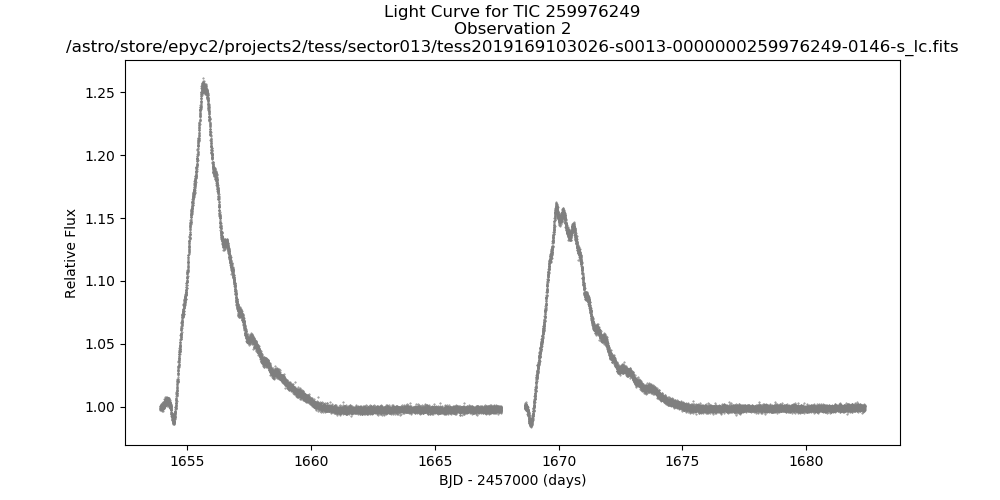 Light Curve for TIC 259976249
Observation 2
/astro/store/epyc2/projects2/tess/sector013/tess2019169103026-s0013-0000000259976249-0146-s_lc.fits
1.25
1.20
1.15
1.10
1.05
1.00
Relative Flux
1655 1660 1665 1670 1675 1680
BJD - 2457000 (days)